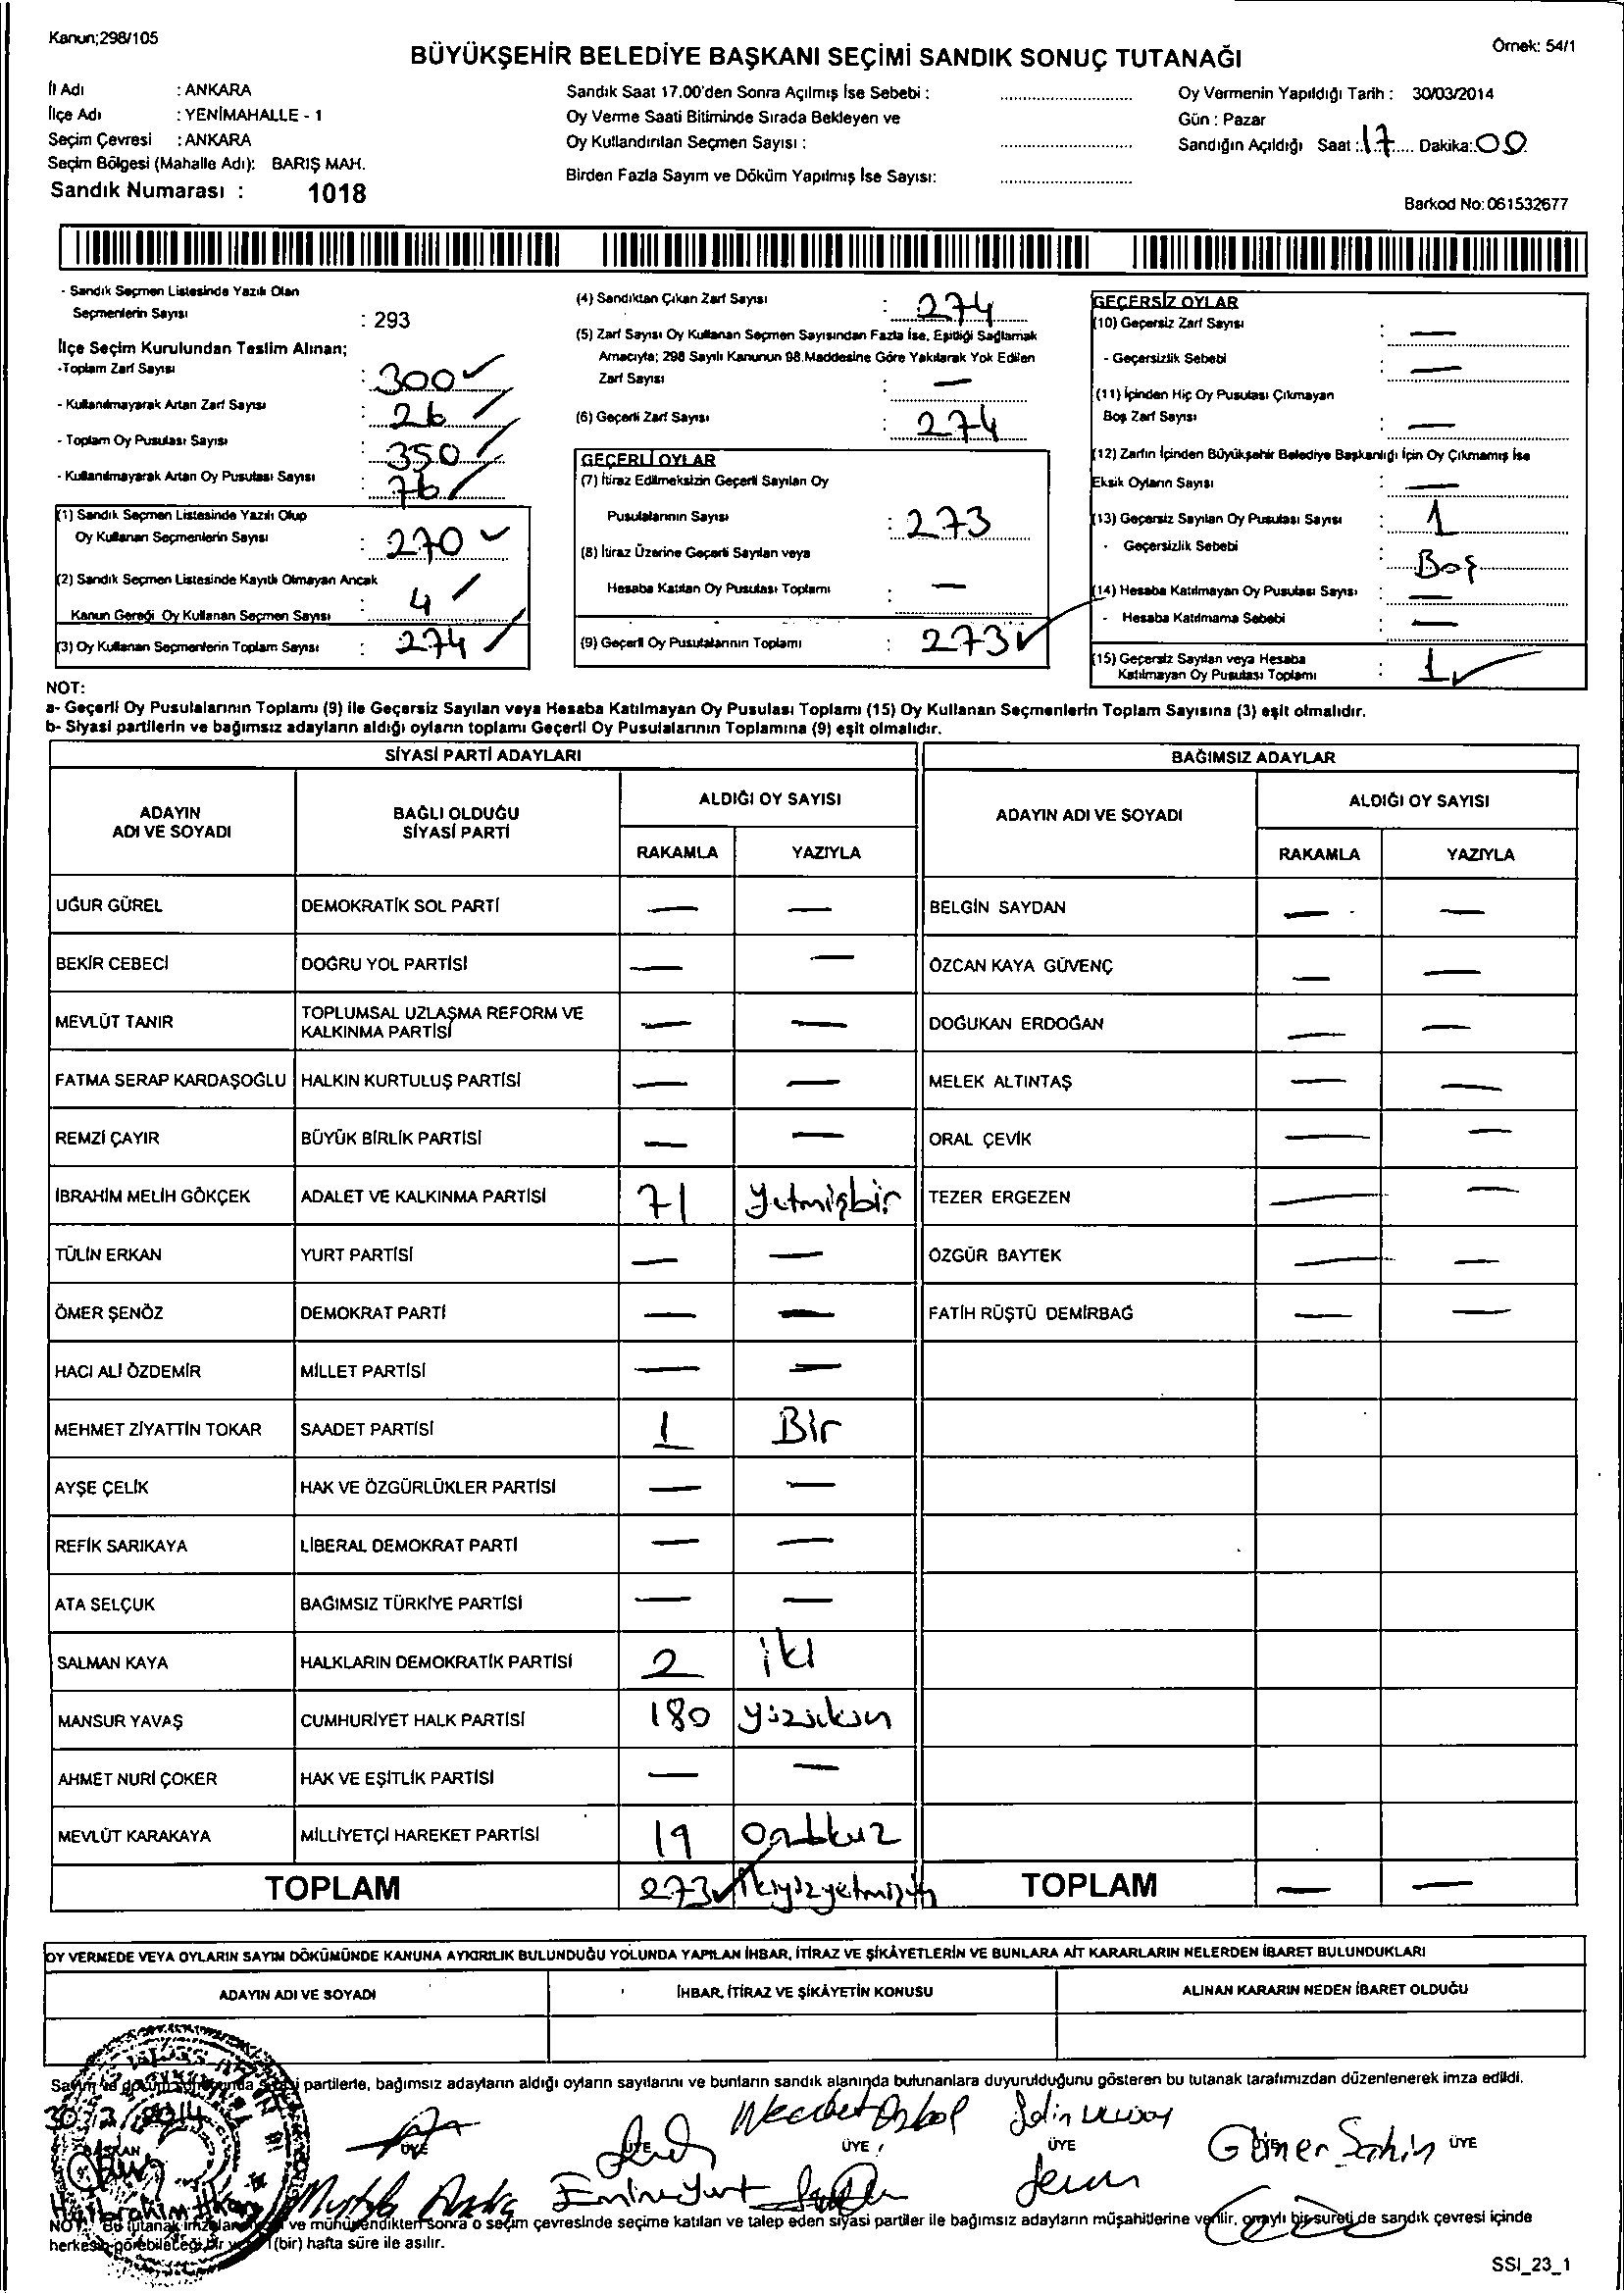 Kanun;298/105
Örnek: 54/1
BÜYÜKŞEHİR BELEDİYE BAŞKANI SEÇİMİ SANDIK SONUÇ TUTANAĞI
İl Adı : ANKARA
İlçe Adı : YENİMAHALLE - 1
Seçim Çevresi : ANKARA
Seçim Bölgesi (Mahalle Adı): BARIŞ MAH.
Sandık Numarası : 1018
Sandık Saat 17.00'den Sonra Açılmış İse Sebebi :
Oy Verme Saati Bitiminde Sırada Bekleyen ve
Oy Kullandırılan Seçmen Sayısı :
Birden Fazla Sayım ve Döküm Yapılmış İse Sayısı:
Oy Vermenin Yapıldığı Tarih : 30/03/2014
Gün : Pazar
Sandığın Açıldığı Saat : 17 Dakika: 00
Barkod No: 061532677
- Sandık Seçmen Listesinde Yazılı Olan
Seçmenlerin Sayısı : 293
İlçe Seçim Kurulundan Teslim Alınan;
-Toplam Zarf Sayısı : 300
- Kullanılmayarak Artan Zarf Sayısı : 26
- Toplam Oy Pusulası Sayısı : 350
- Kullanılmayarak Artan Oy Pusulası Sayısı : 76
(1) Sandık Seçmen Listesinde Yazılı Olup
Oy Kullanan Seçmenlerin Sayısı : 270
(2) Sandık Seçmen Listesinde Kayıtlı Olmayan Ancak
Kanun Gereği Oy Kullanan Seçmen Sayısı : 4
(3) Oy Kullanan Seçmenlerin Toplam Sayısı : 274
(4) Sandıktan Çıkan Zarf Sayısı : 274
(5) Zarf Sayısı Oy Kullanan Seçmen Sayısından Fazla İse, Eşitliği Sağlamak
Amacıyla; 298 Sayılı Kanunun 98.Maddesine Göre Yakılarak Yok Edilen
Zarf Sayısı : —
(6) Geçerli Zarf Sayısı : 274
GEÇERLİ OYLAR
(7) İtiraz Edilmeksizin Geçerli Sayılan Oy
Pusulalarının Sayısı : 273
(8) İtiraz Üzerine Geçerli Sayılan veya
Hesaba Katılan Oy Pusulası Toplamı : —
(9) Geçerli Oy Pusulalarının Toplamı : 273
GEÇERSİZ OYLAR
(10) Geçersiz Zarf Sayısı : —
- Geçersizlik Sebebi : —
(11) İçinden Hiç Oy Pusulası Çıkmayan
Boş Zarf Sayısı : —
(12) Zarfın İçinden Büyükşehir Belediye Başkanlığı İçin Oy Çıkmamış İse
Eksik Oyların Sayısı : —
(13) Geçersiz Sayılan Oy Pusulası Sayısı : 1
- Geçersizlik Sebebi : Boş
(14) Hesaba Katılmayan Oy Pusulası Sayısı : —
- Hesaba Katılmama Sebebi : —
(15) Geçersiz Sayılan veya Hesaba
Katılmayan Oy Pusulası Toplamı : 1
NOT:
a- Geçerli Oy Pusulalarının Toplamı (9) ile Geçersiz Sayılan veya Hesaba Katılmayan Oy Pusulası Toplamı (15) Oy Kullanan Seçmenlerin Toplam Sayısına (3) eşit olmalıdır.
b- Siyasi partilerin ve bağımsız adayların aldığı oyların toplamı Geçerli Oy Pusulalarının Toplamına (9) eşit olmalıdır.
SİYASİ PARTİ ADAYLARI
BAĞIMSIZ ADAYLAR
ADAYIN ADI VE SOYADI
BAĞLI OLDUĞU SİYASİ PARTİ
ALDIĞI OY SAYISI
RAKAMLA YAZIYLA
ADAYIN ADI VE SOYADI
ALDIĞI OY SAYISI
RAKAMLA YAZIYLA
UĞUR GÜREL DEMOKRATİK SOL PARTİ — — BELGİN SAYDAN — —
BEKİR CEBECİ DOĞRU YOL PARTİSİ — — ÖZCAN KAYA GÜVENÇ — —
MEVLÜT TANIR TOPLUMSAL UZLAŞMA REFORM VE KALKINMA PARTİSİ — — DOĞUKAN ERDOĞAN — —
FATMA SERAP KARDAŞOĞLU HALKIN KURTULUŞ PARTİSİ — — MELEK ALTINTAŞ — —
REMZİ ÇAYIR BÜYÜK BİRLİK PARTİSİ — — ORAL ÇEVİK — —
İBRAHİM MELİH GÖKÇEK ADALET VE KALKINMA PARTİSİ 71 yetmişbir TEZER ERGEZEN — —
TÜLİN ERKAN YURT PARTİSİ — — ÖZGÜR BAYTEK — —
ÖMER ŞENÖZ DEMOKRAT PARTİ — — FATİH RÜŞTÜ DEMİRBAĞ — —
HACI ALİ ÖZDEMİR MİLLET PARTİSİ — —
MEHMET ZİYATTİN TOKAR SAADET PARTİSİ 1 Bir
AYŞE ÇELİK HAK VE ÖZGÜRLÜKLER PARTİSİ — —
REFİK SARIKAYA LİBERAL DEMOKRAT PARTİ — —
ATA SELÇUK BAĞIMSIZ TÜRKİYE PARTİSİ — —
SALMAN KAYA HALKLARIN DEMOKRATİK PARTİSİ 2 iki
MANSUR YAVAŞ CUMHURİYET HALK PARTİSİ 180 yüzseksen
AHMET NURİ ÇOKER HAK VE EŞİTLİK PARTİSİ — —
MEVLÜT KARAKAYA MİLLİYETÇİ HAREKET PARTİSİ 19 ondokuz
TOPLAM 273 ikiyüzyetmişüç TOPLAM — —
OY VERMEDE VEYA OYLARIN SAYIM DÖKÜMÜNDE KANUNA AYKIRILIK BULUNDUĞU YOLUNDA YAPILAN İHBAR, İTİRAZ VE ŞİKÂYETLERİN VE BUNLARA AİT KARARLARIN NELERDEN İBARET BULUNDUKLARI
ADAYIN ADI VE SOYADI
İHBAR, İTİRAZ VE ŞİKÂYETİN KONUSU
ALINAN KARARIN NEDEN İBARET OLDUĞU
partilerle, bağımsız adayların aldığı oyların sayılarını ve bunların sandık alanında bulunanlara duyurulduğunu gösteren bu tutanak tarafımızdan düzenlenerek imza edildi.
BAŞKAN ÜYE ÜYE ÜYE ÜYE ÜYE
Güner Şahin
Emine Yurt
ve mühürlendikten sonra o seçim çevresinde seçime katılan ve talep eden siyasi partiler ile bağımsız adayların müşahitlerine verilir, onaylı bir sureti de sandık çevresi içinde
herkesin görebileceği bir (bir) hafta süre ile asılır.
SSI_23_1